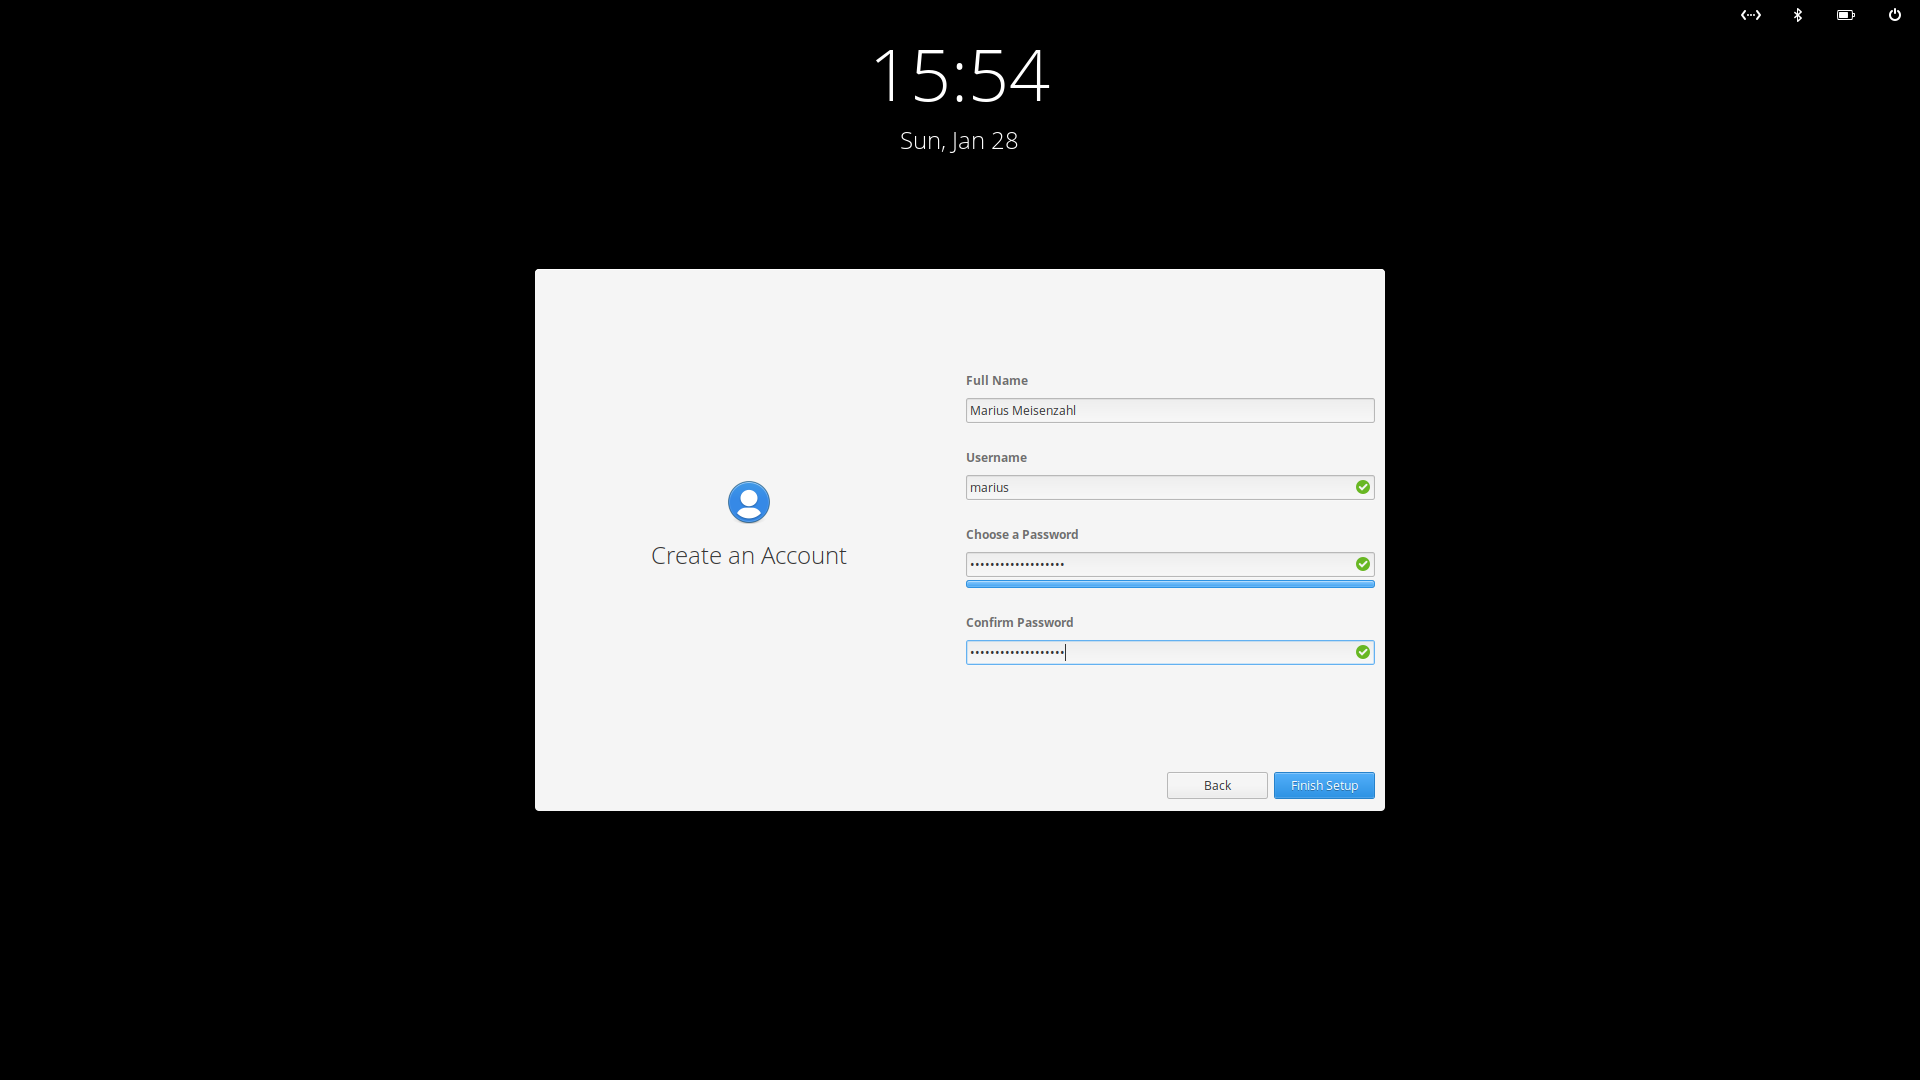 15:54
Sun, Jan 28
Create an Account
Full Name
Marius Meisenzahl
Username
marius
Choose a Password
•••••••••••••••••••
Confirm Password
•••••••••••••••••••
Back
Finish Setup